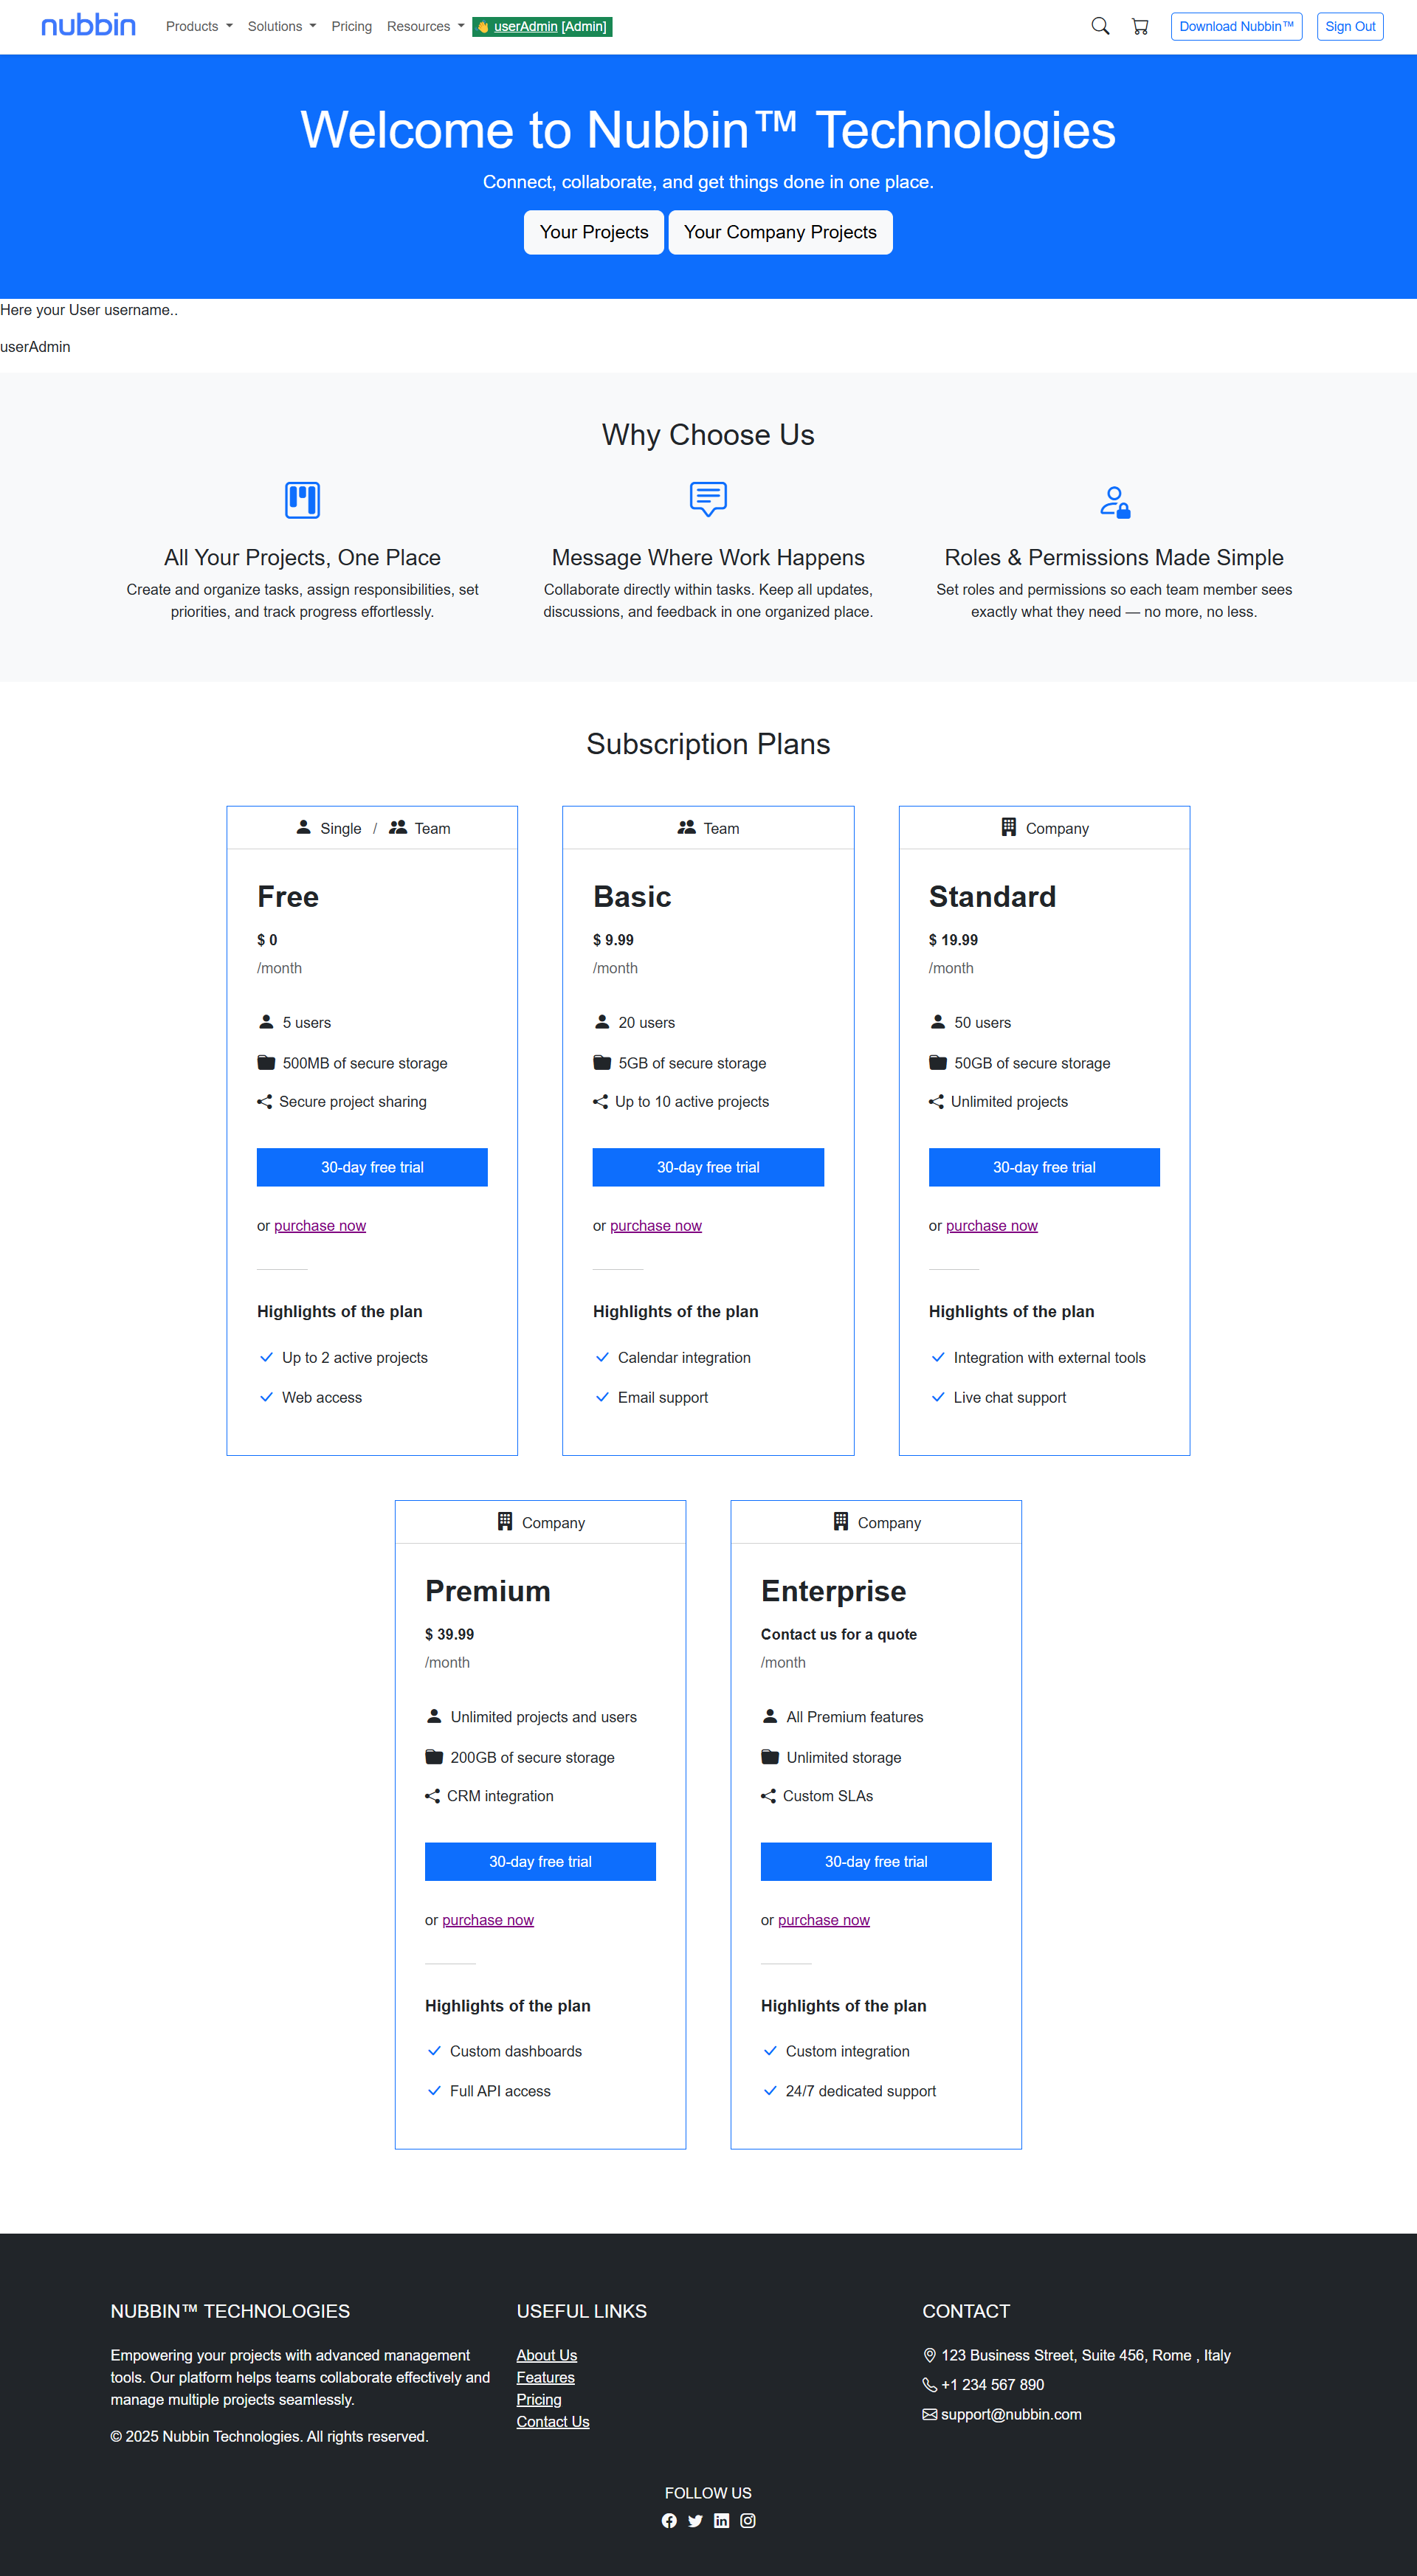 nubbin Products Solutions Pricing Resources 👋 userAdmin [Admin] Download Nubbin™ Sign Out
Welcome to Nubbin™ Technologies
Connect, collaborate, and get things done in one place.
Your Projects Your Company Projects
Here your User username..
userAdmin
Why Choose Us
All Your Projects, One Place
Create and organize tasks, assign responsibilities, set
priorities, and track progress effortlessly.
Message Where Work Happens
Collaborate directly within tasks. Keep all updates,
discussions, and feedback in one organized place.
Roles & Permissions Made Simple
Set roles and permissions so each team member sees
exactly what they need — no more, no less.
Subscription Plans
Single / Team
Free
$ 0
/month
5 users
500MB of secure storage
Secure project sharing
30-day free trial
or purchase now
Highlights of the plan
Up to 2 active projects
Web access
Team
Basic
$ 9.99
/month
20 users
5GB of secure storage
Up to 10 active projects
30-day free trial
or purchase now
Highlights of the plan
Calendar integration
Email support
Company
Standard
$ 19.99
/month
50 users
50GB of secure storage
Unlimited projects
30-day free trial
or purchase now
Highlights of the plan
Integration with external tools
Live chat support
Company
Premium
$ 39.99
/month
Unlimited projects and users
200GB of secure storage
CRM integration
30-day free trial
or purchase now
Highlights of the plan
Custom dashboards
Full API access
Company
Enterprise
Contact us for a quote
/month
All Premium features
Unlimited storage
Custom SLAs
30-day free trial
or purchase now
Highlights of the plan
Custom integration
24/7 dedicated support
NUBBIN™ TECHNOLOGIES
Empowering your projects with advanced management
tools. Our platform helps teams collaborate effectively and
manage multiple projects seamlessly.
© 2025 Nubbin Technologies. All rights reserved.
USEFUL LINKS
About Us
Features
Pricing
Contact Us
CONTACT
123 Business Street, Suite 456, Rome , Italy
+1 234 567 890
support@nubbin.com
FOLLOW US